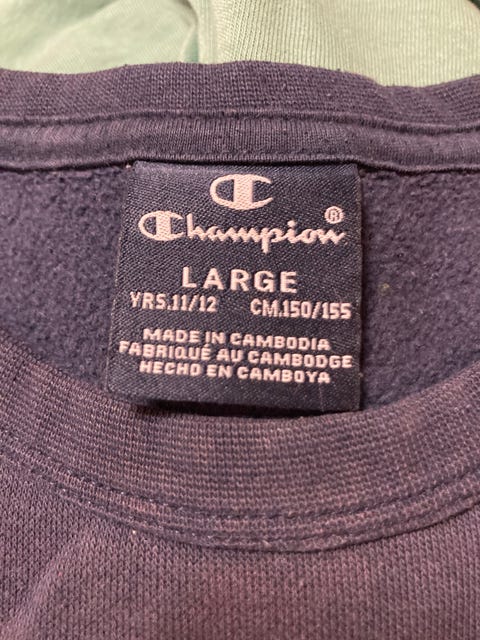 Champion®
LARGE
YRS.11/12 CM.150/155
MADE IN CAMBODIA
FABRIQUÉ AU CAMBODGE
HECHO EN CAMBOYA